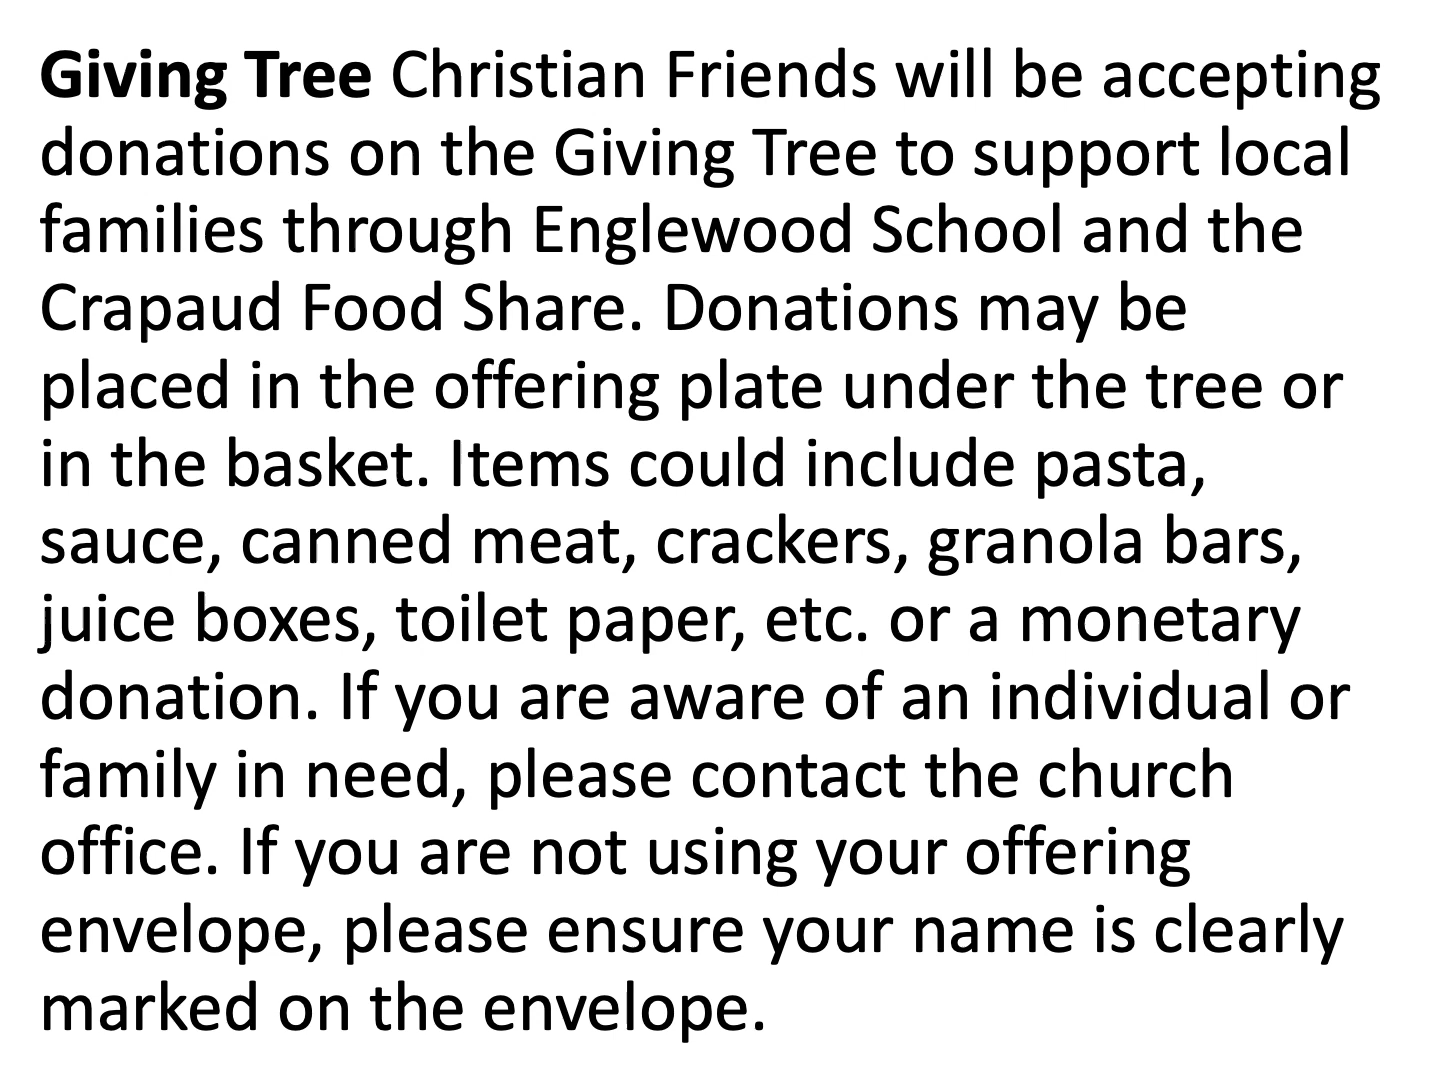 Giving Tree Christian Friends will be accepting
donations on the Giving Tree to support local
families through Englewood School and the
Crapaud Food Share. Donations may be
placed in the offering plate under the tree or
in the basket. Items could include pasta,
sauce, canned meat, crackers, granola bars,
juice boxes, toilet paper, etc. or a monetary
donation. If you are aware of an individual or
family in need, please contact the church
office. If you are not using your offering
envelope, please ensure your name is clearly
marked on the envelope.